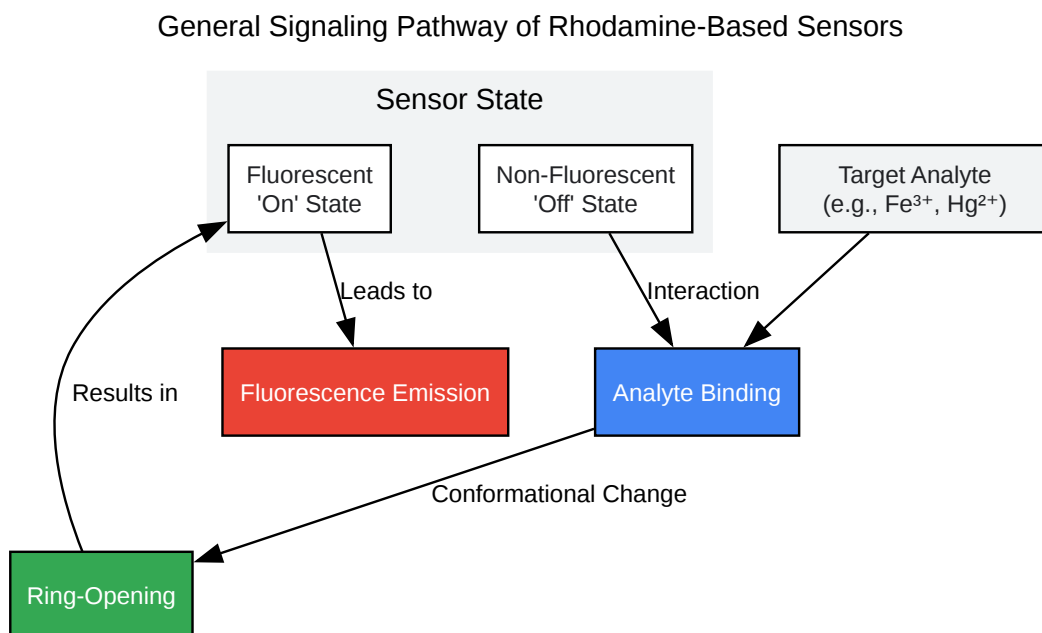 General Signaling Pathway of Rhodamine-Based Sensors
Sensor State
Fluorescent
'On' State
Non-Fluorescent
'Off' State
Target Analyte
(e.g., Fe³⁺, Hg²⁺)
Leads to
Interaction
Results in
Fluorescence Emission
Analyte Binding
Conformational Change
Ring-Opening